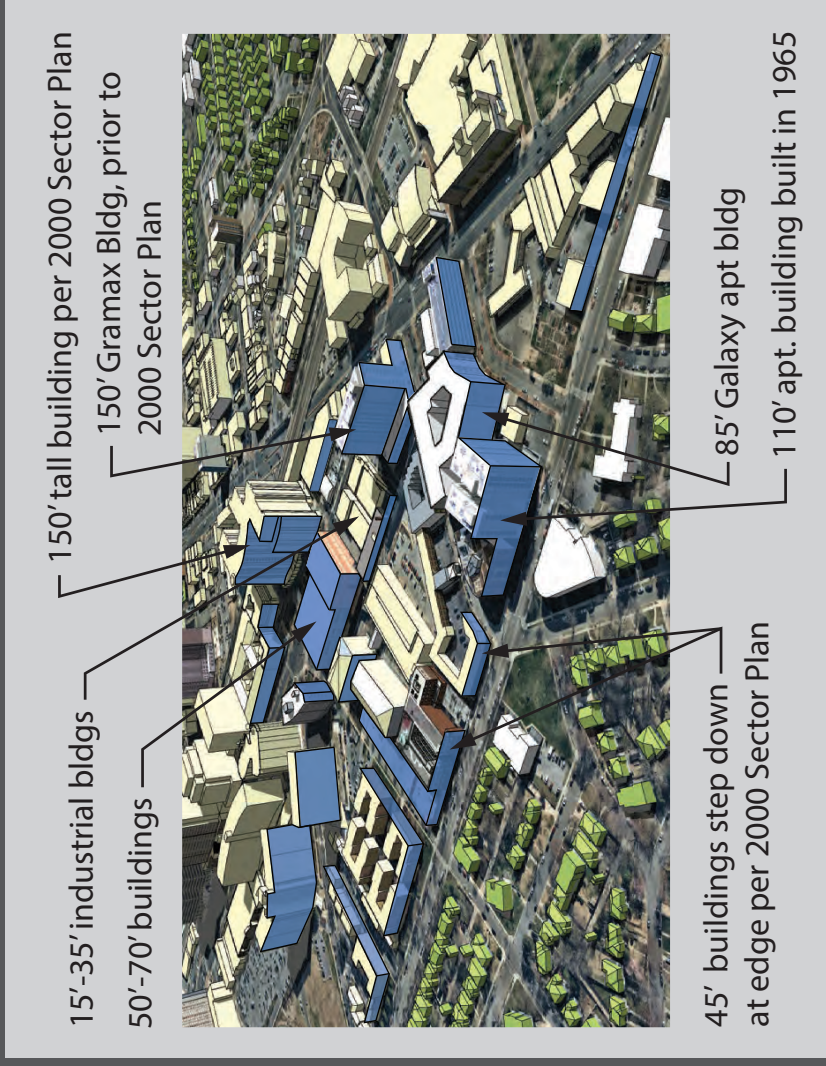 15'-35' industrial bldgs
50'-70' buildings
150' tall building per 2000 Sector Plan
150' Gramax Bldg, prior to
2000 Sector Plan
45' buildings step down
at edge per 2000 Sector Plan
85' Galaxy apt bldg
110' apt. building built in 1965